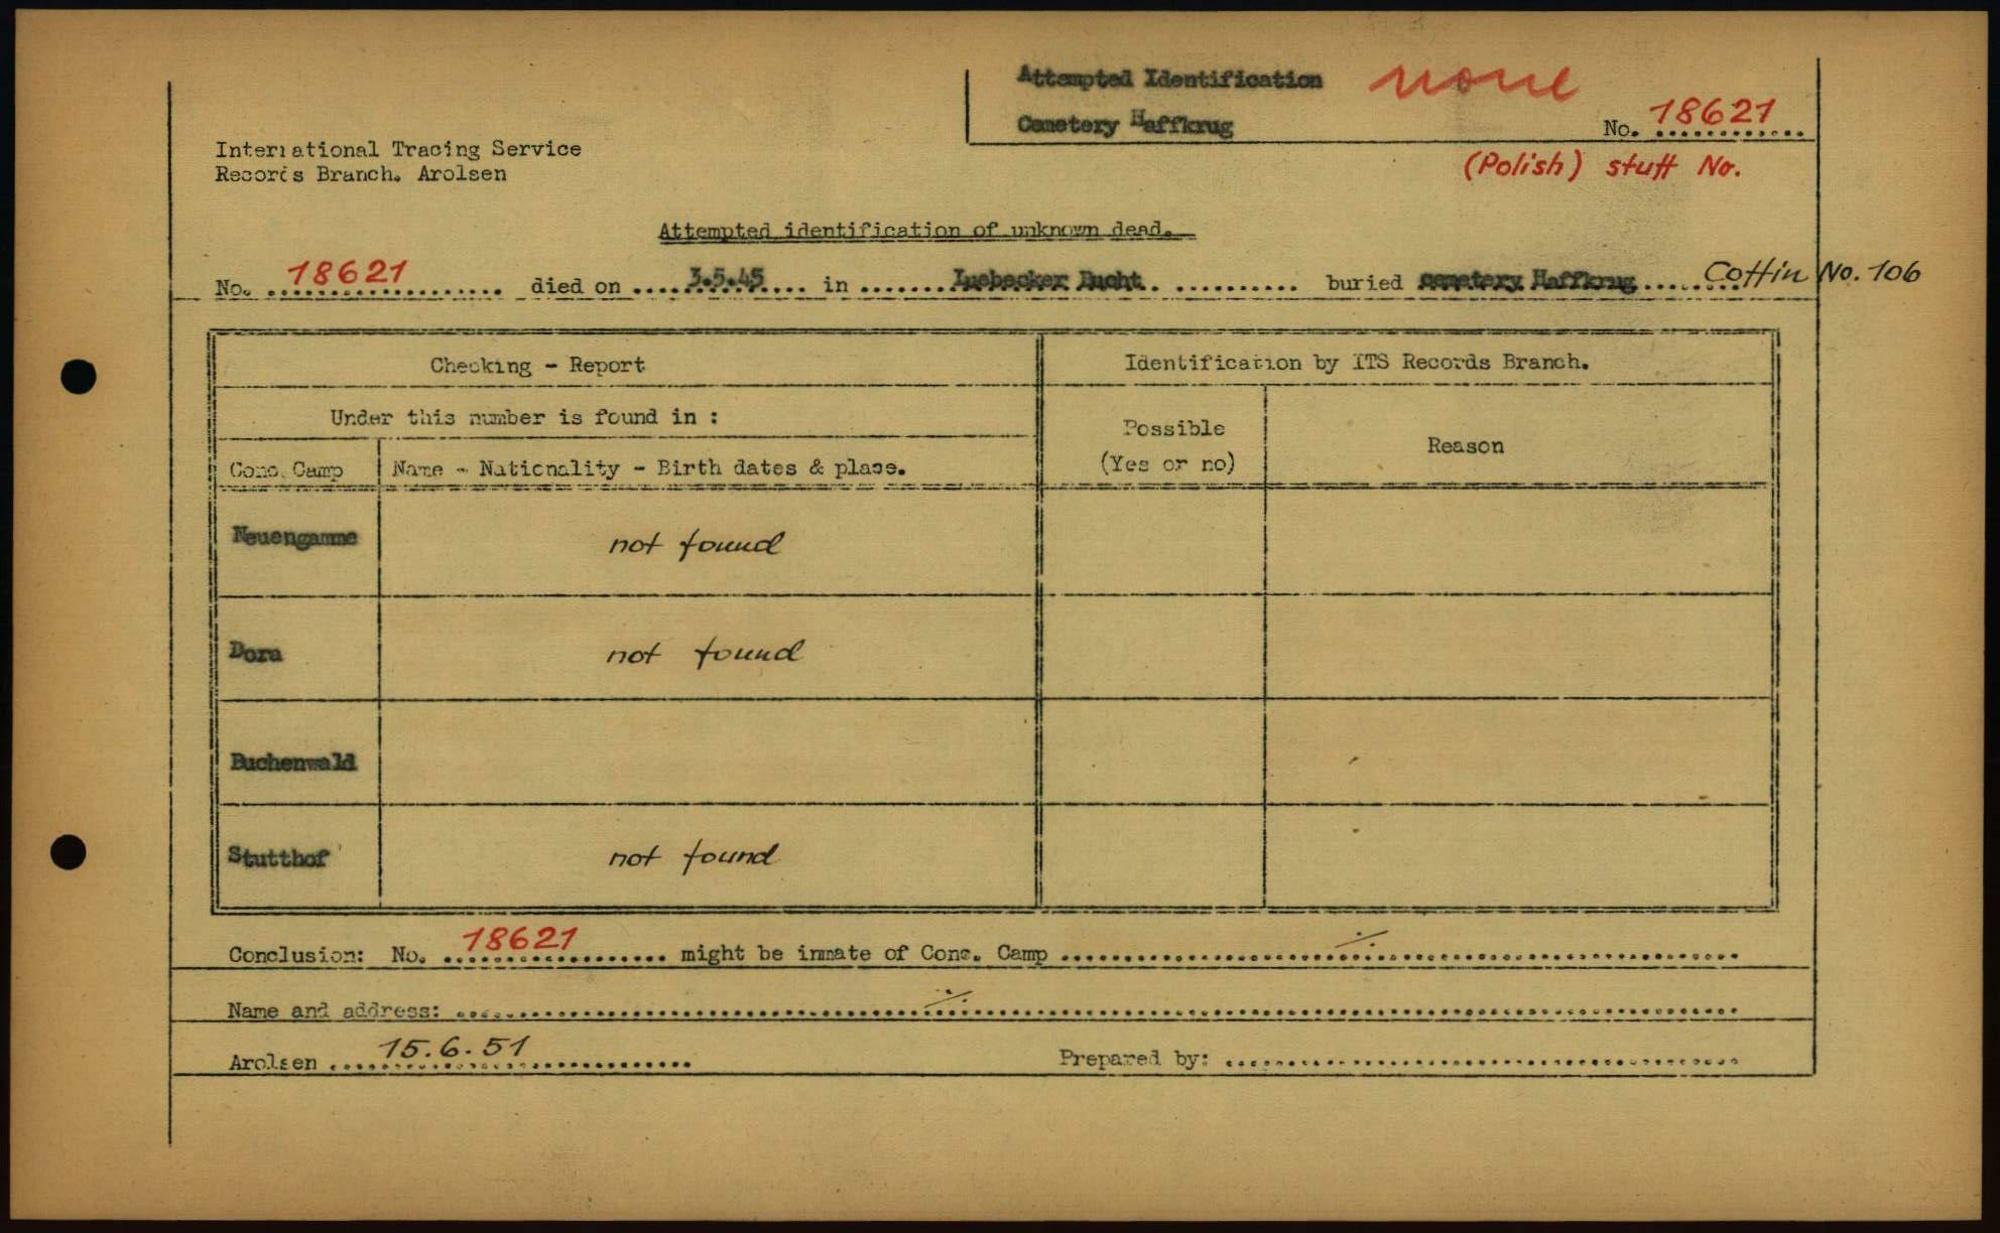 Attempted Identification none
Cemetery Haffkrug No. 18621
International Tracing Service
Records Branch. Arolsen
(Polish) stuff No.
Attempted identification of unknown dead.
No. 18621 died on 3.5.45 in Luebecker Bucht buried cemetery Haffkrug Coffin No. 106
Checking - Report
Identification by ITS Records Branch.
Under this number is found in :
Possible
(Yes or no)
Reason
Conc. Camp Name - Nationality - Birth dates & place.
Neuengamme not found
Dora not found
Buchenwald
Stutthof not found
Conclusion: No. 18621 might be inmate of Conc. Camp ./.
Name and address: ./.
Arolsen 15.6.51 Prepared by: